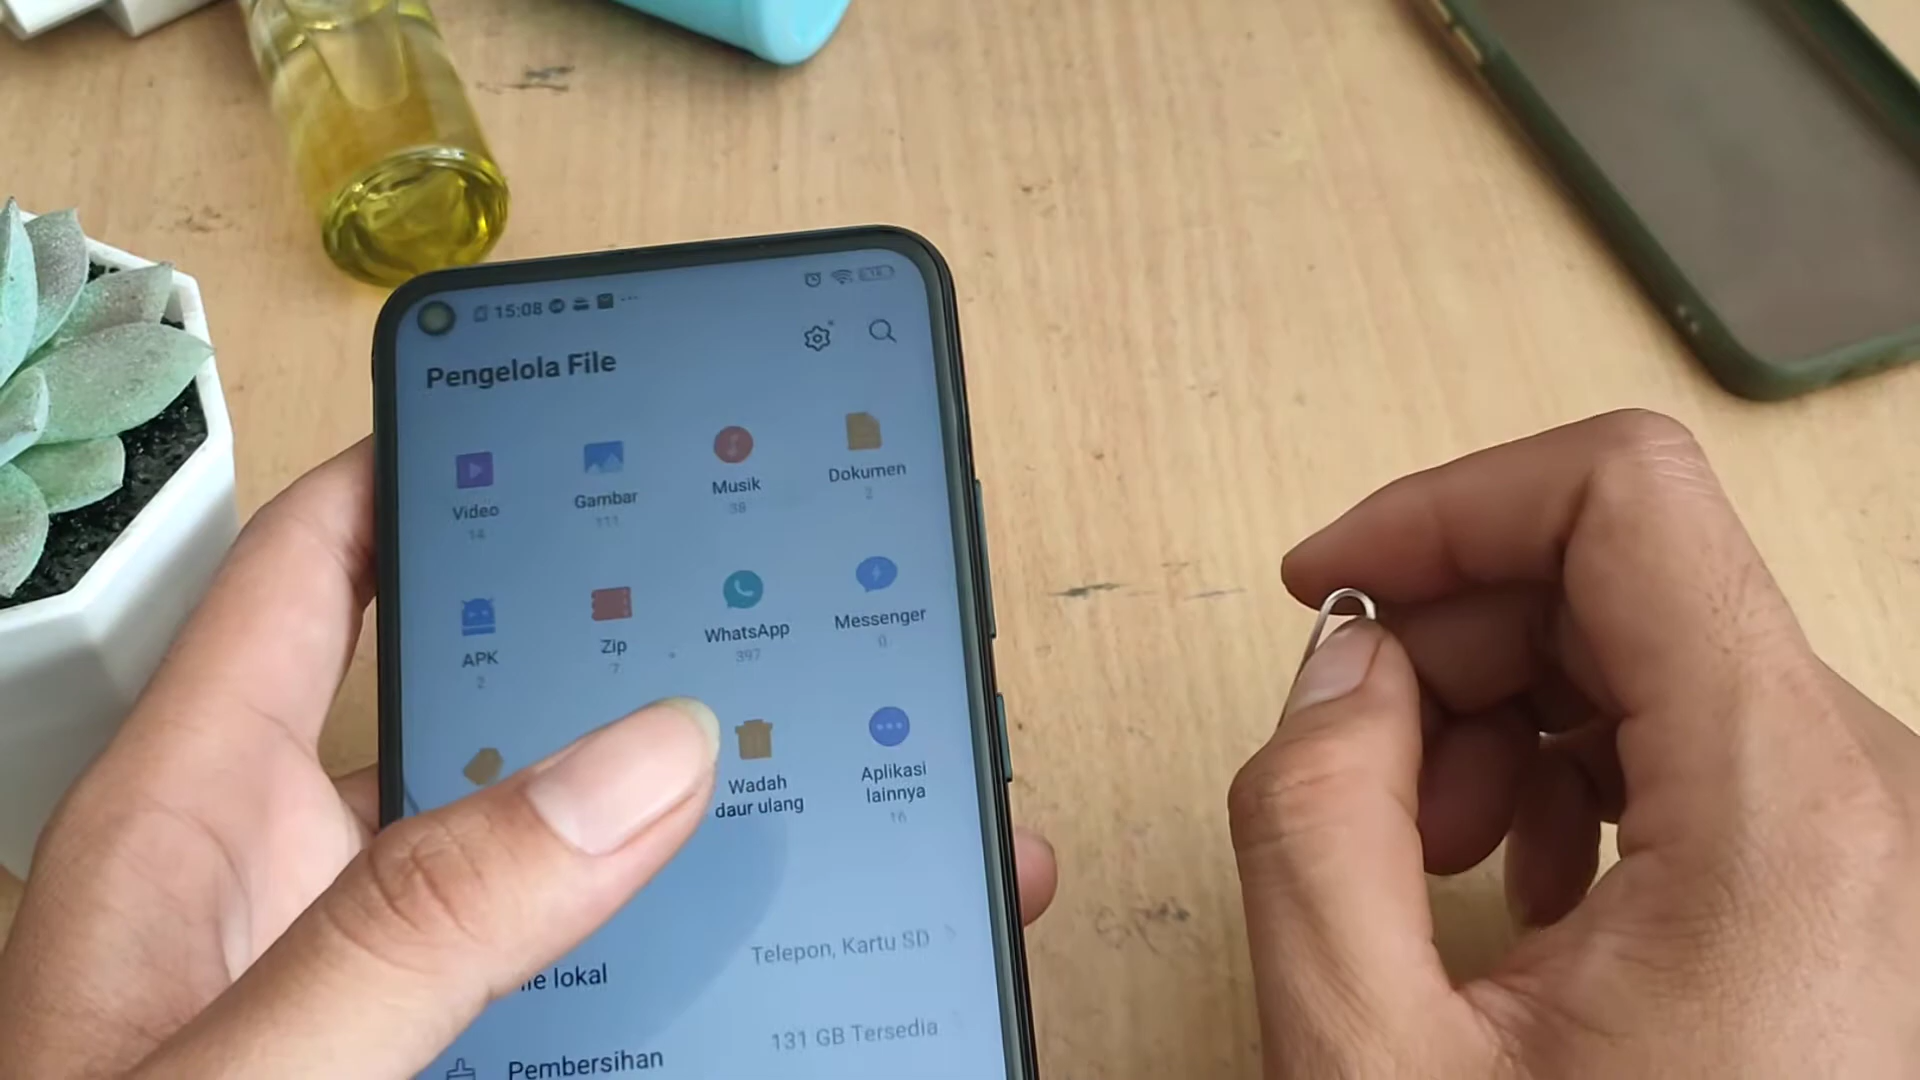 15:08
Pengelola File
Video
14
Gambar
111
Musik
38
Dokumen
2
APK
2
Zip
7
WhatsApp
397
Messenger
0
Wadah
daur ulang
Aplikasi
lainnya
16
lokal
Telepon, Kartu SD
Pembersihan
131 GB Tersedia